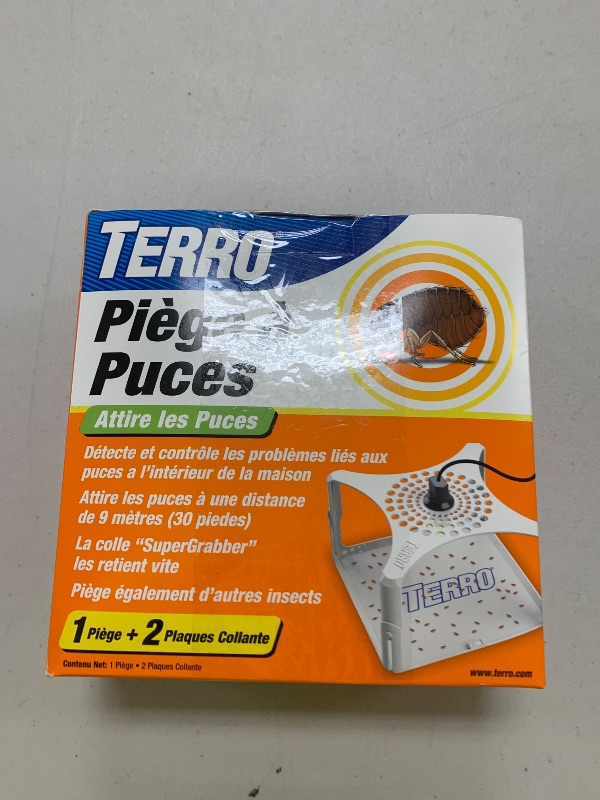 TERRO®
Piège à
Puces
Attire les Puces
Détecte et contrôle les problèmes liés aux
puces a l'intérieur de la maison
Attire les puces à une distance
de 9 mètres (30 piedes)
La colle "SuperGrabber"
les retient vite
Piège également d'autres insects
1 Piège + 2 Plaques Collante
Contenu Net: 1 Piège • 2 Plaques Collante
TERRO
TERRO®
www.terro.com